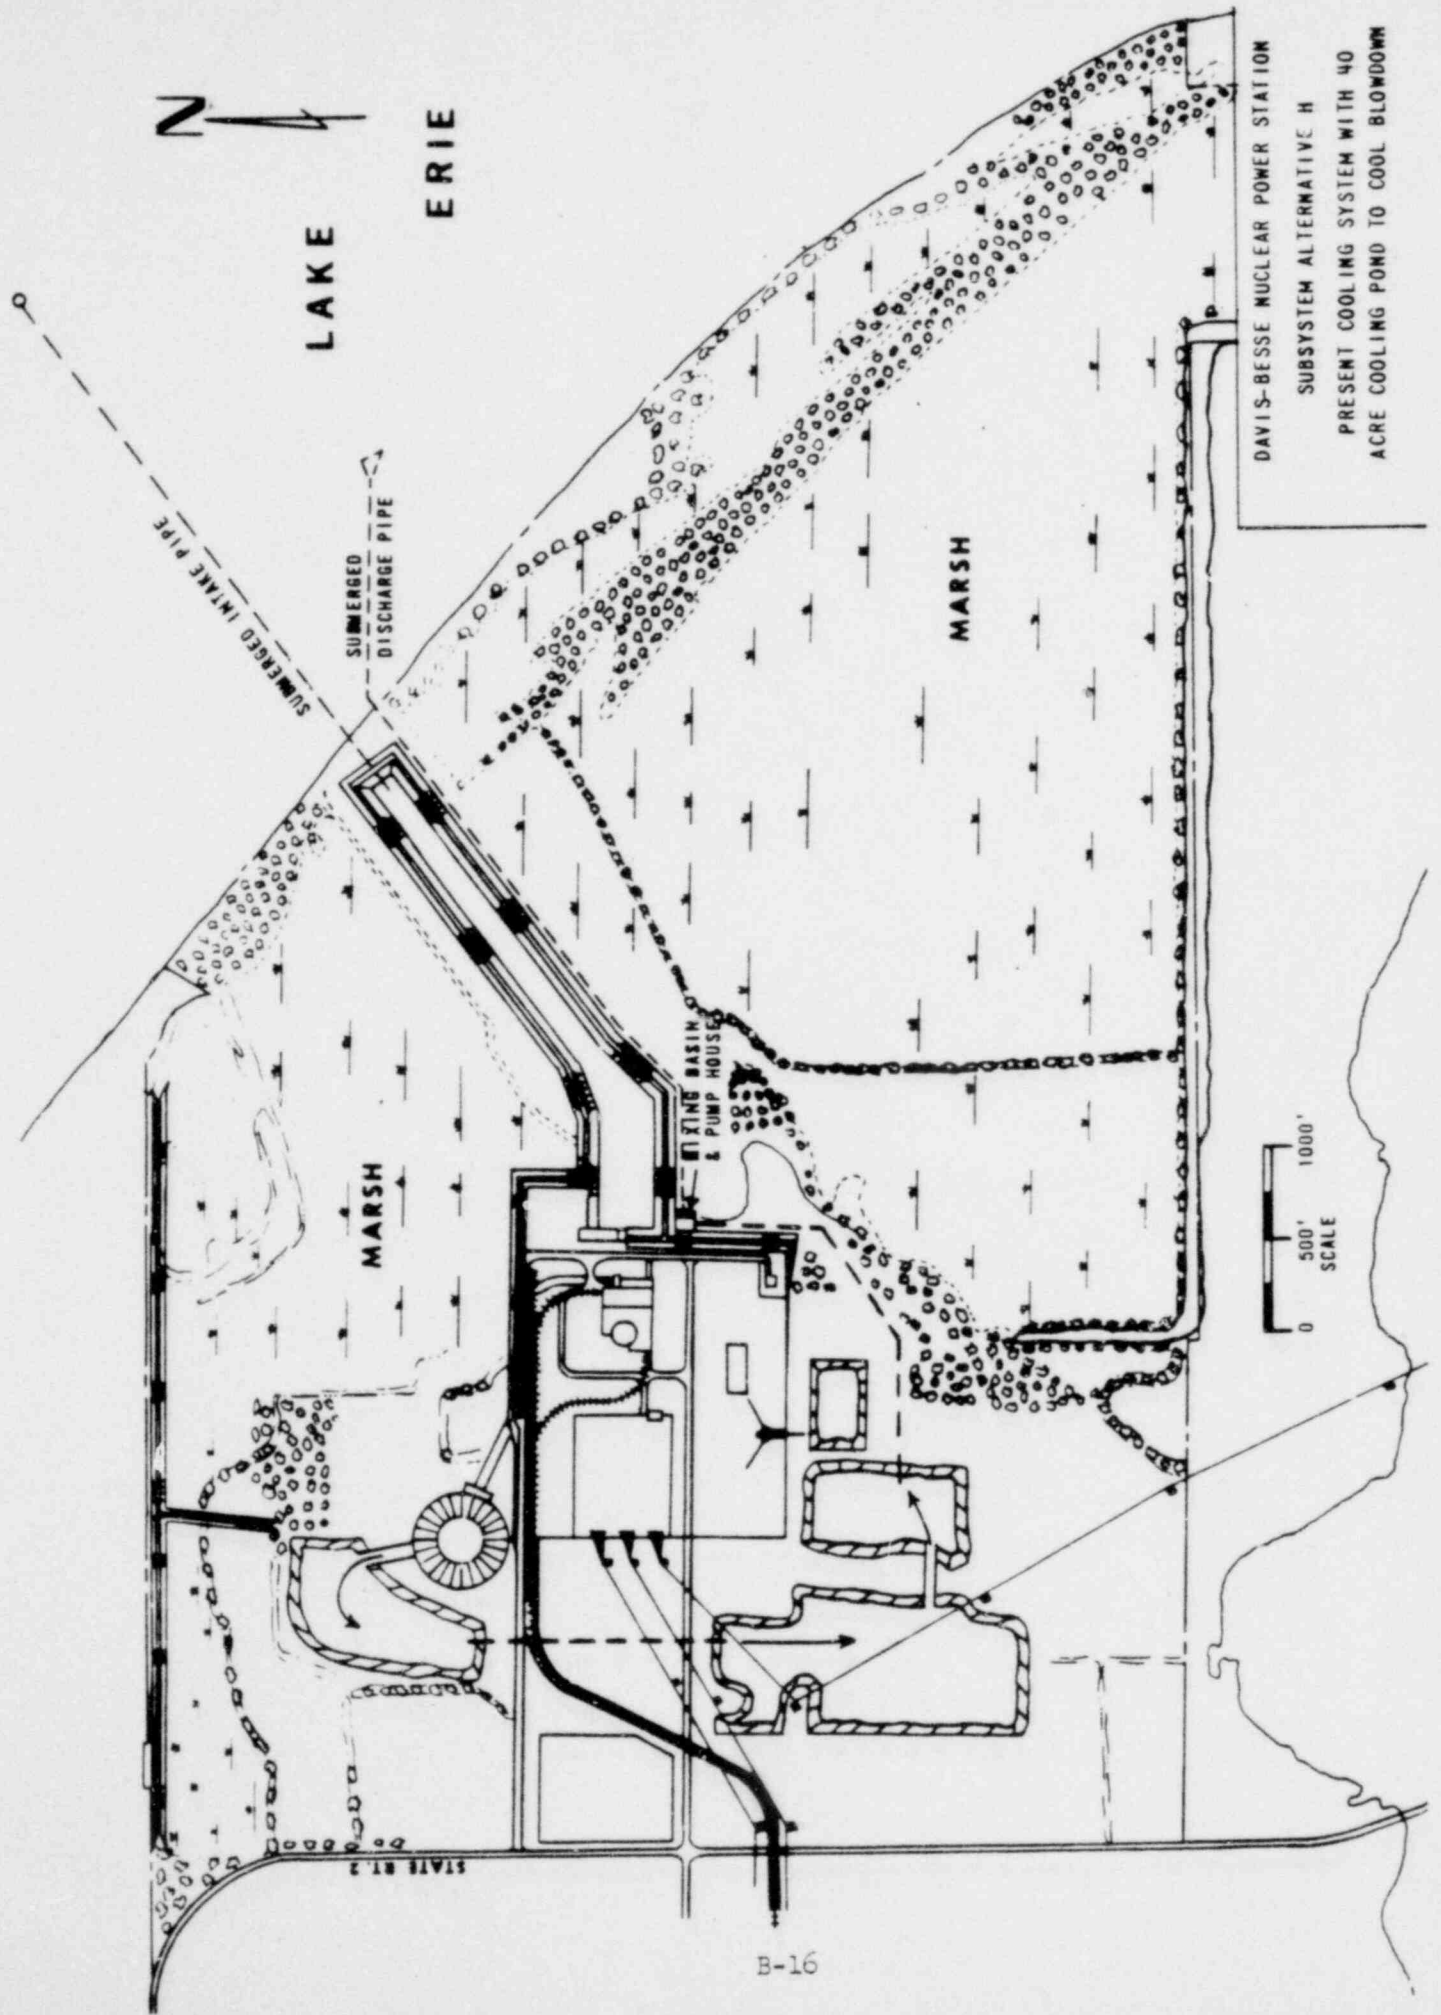 N
LAKE
ERIE
SUBMERGED INTAKE PIPE
SUBMERGED
DISCHARGE PIPE
MARSH
MARSH
MIXING BASIN
& PUMP HOUSE
STATE RT. 2
0 500' 1000'
SCALE
DAVIS-BESSE NUCLEAR POWER STATION
SUBSYSTEM ALTERNATIVE H
PRESENT COOLING SYSTEM WITH 40
ACRE COOLING POND TO COOL BLOWDOWN
B-16